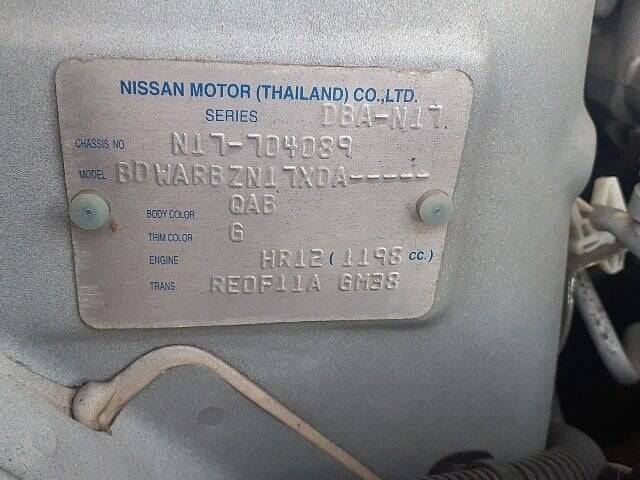 NISSAN MOTOR (THAILAND) CO.,LTD.
SERIES DBA-N17
CHASSIS NO. N17-704089
MODEL BDWARBZN17XDA-----
BODY COLOR QAB
TRIM COLOR G
ENGINE HR12 (1198 CC.)
TRANS. RE0F11A GM38